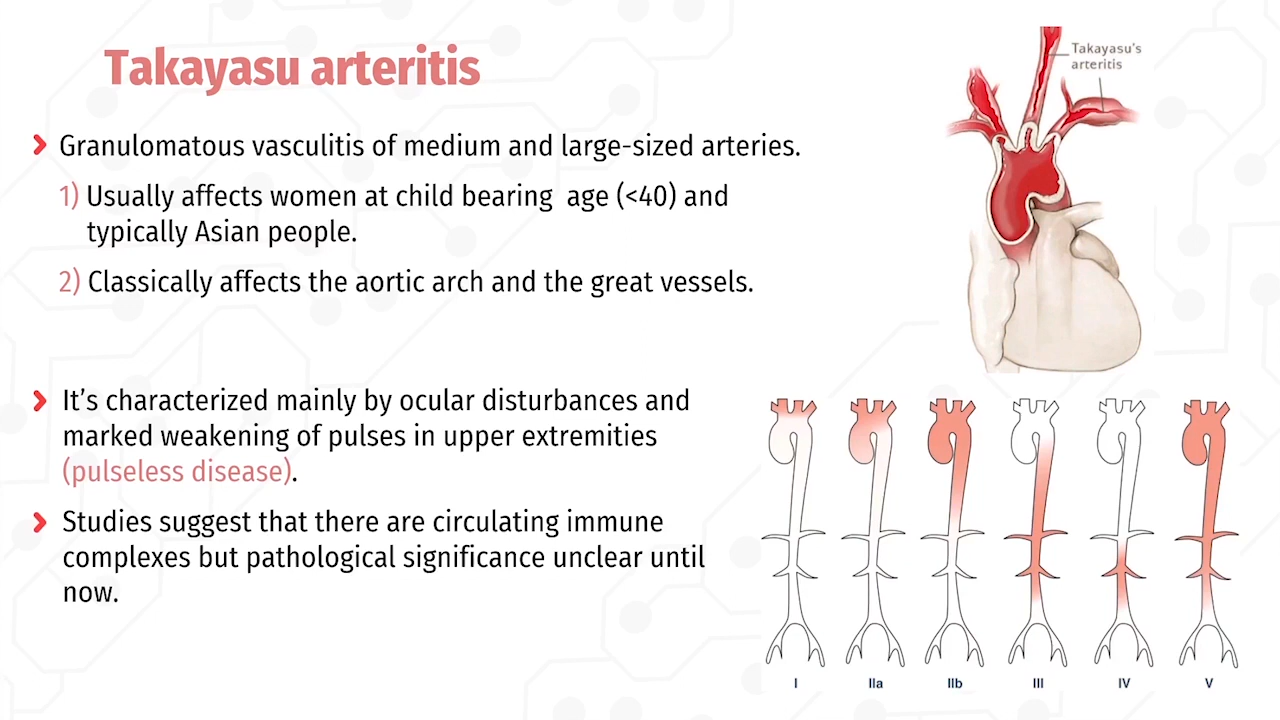 Takayasu arteritis
Granulomatous vasculitis of medium and large-sized arteries.
1) Usually affects women at child bearing age (<40) and
typically Asian people.
2) Classically affects the aortic arch and the great vessels.
It's characterized mainly by ocular disturbances and
marked weakening of pulses in upper extremities
(pulseless disease).
Studies suggest that there are circulating immune
complexes but pathological significance unclear until
now.
Takayasu's
arteritis
I IIa IIb III IV V